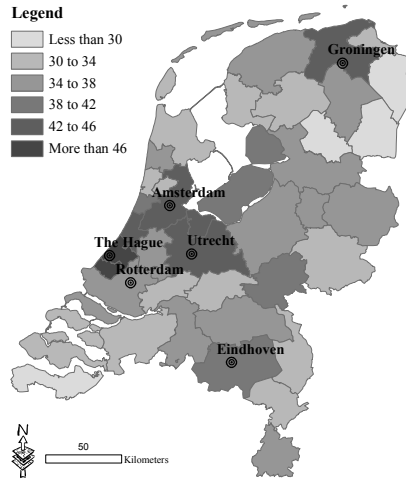 Legend
Less than 30
30 to 34
34 to 38
38 to 42
42 to 46
More than 46
Groningen
Amsterdam
The Hague
Utrecht
Rotterdam
Eindhoven
N
50
Kilometers